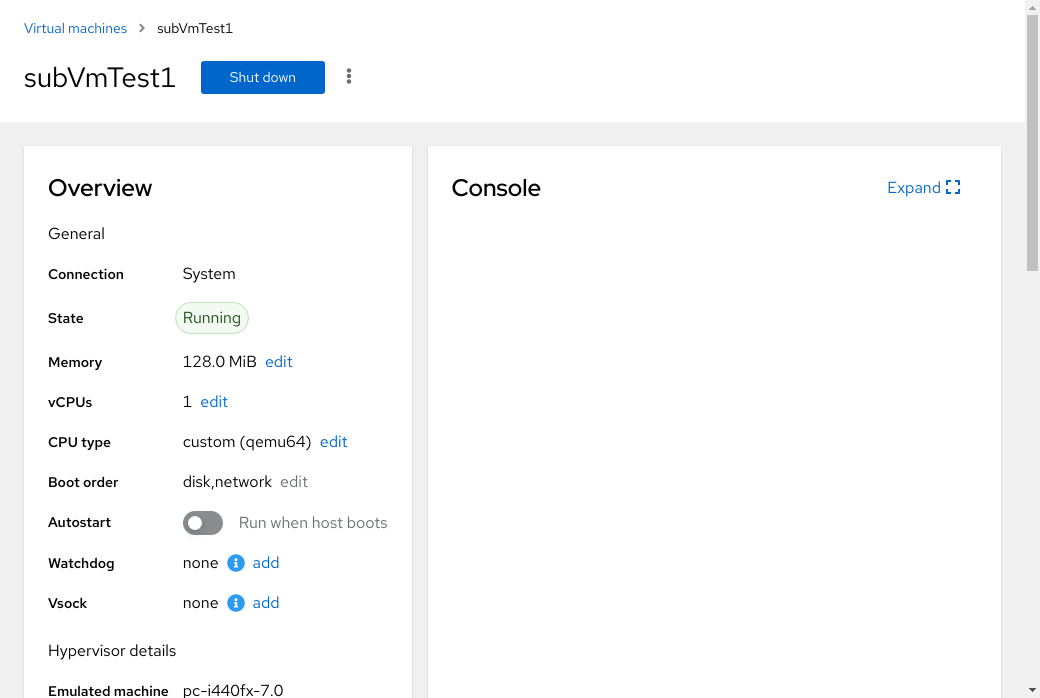 Virtual machines > subVmTest1
subVmTest1 Shut down
Overview
General
Connection System
State Running
Memory 128.0 MiB edit
vCPUs 1 edit
CPU type custom (qemu64) edit
Boot order disk,network edit
Autostart Run when host boots
Watchdog none add
Vsock none add
Hypervisor details
Emulated machine pc-i440fx-7.0
Console Expand